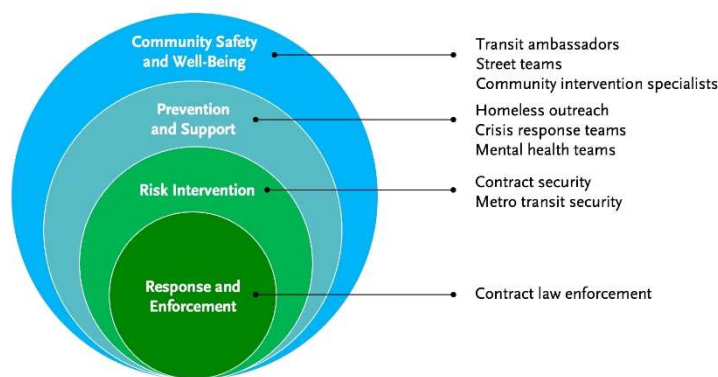 Community Safety
and Well-Being
Transit ambassadors
Street teams
Community intervention specialists
Prevention
and Support
Homeless outreach
Crisis response teams
Mental health teams
Risk Intervention
Contract security
Metro transit security
Response and
Enforcement
Contract law enforcement